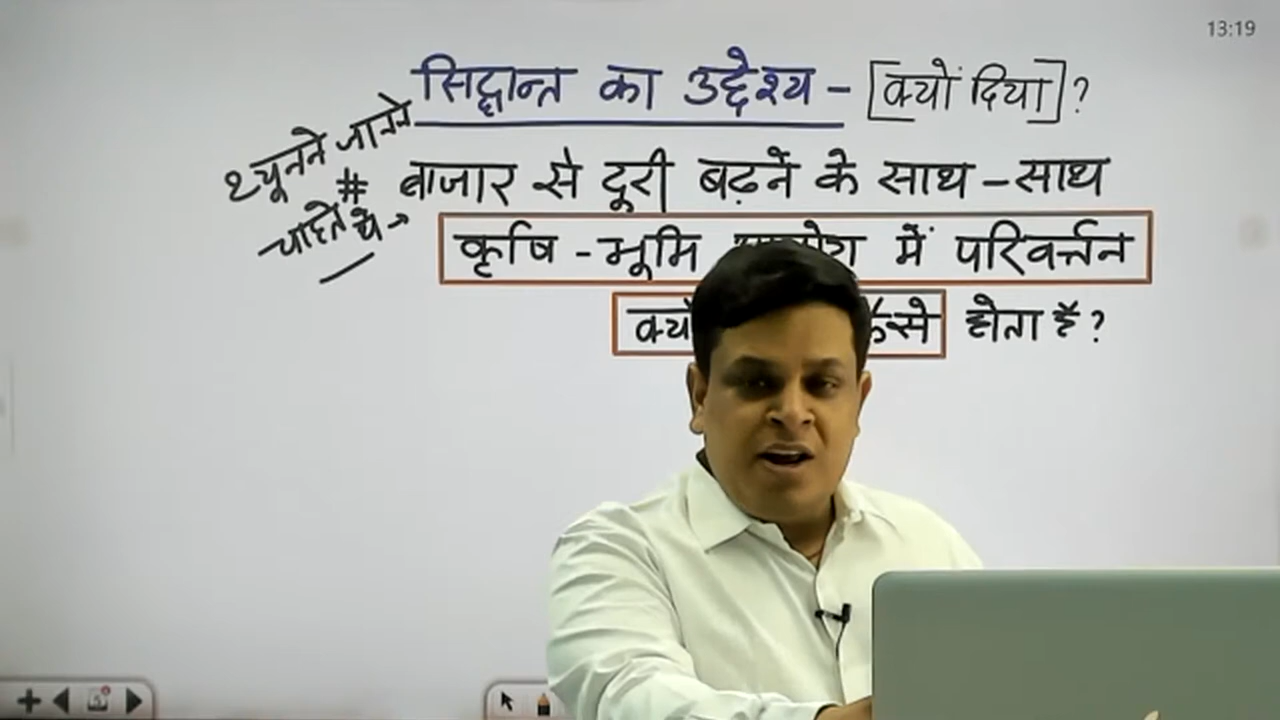 13:19
सिद्धान्त का उद्देश्य - [क्यों दिया] ?
थ्यूनेन जानने
चाहते थे →
# बाजार से दूरी बढ़नें के साथ - साथ
कृषि - भूमि में परिवर्त्तन
होता है ?